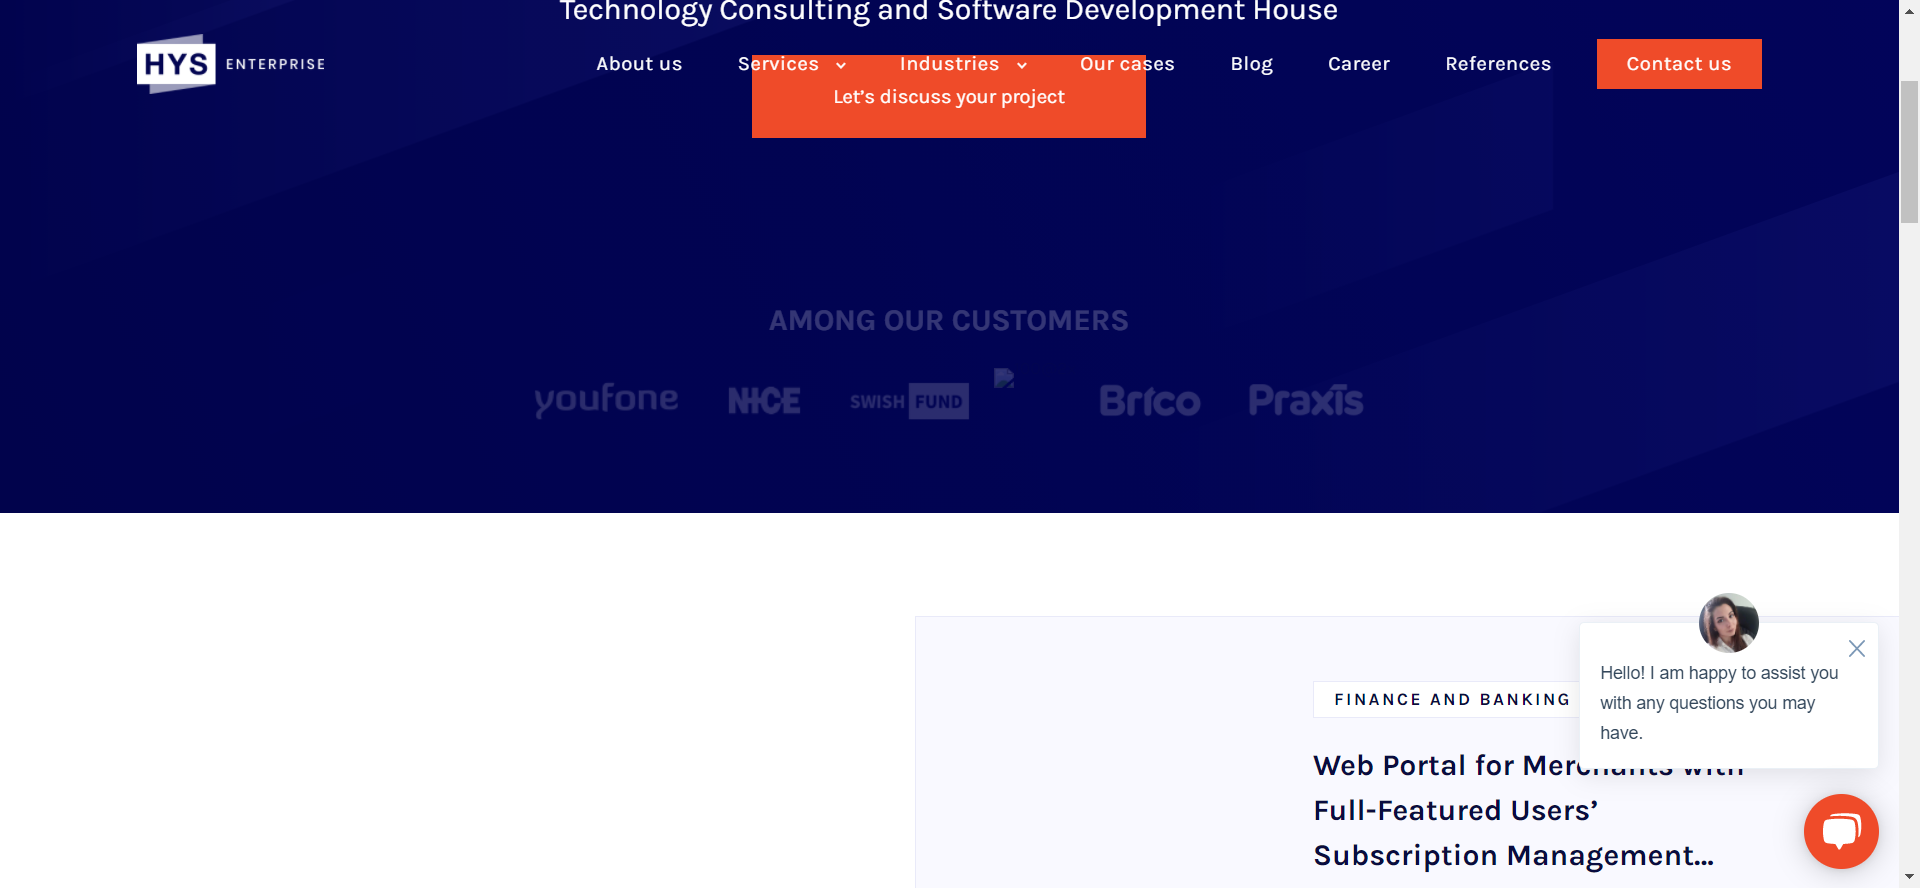 Technology Consulting and Software Development House
HYS ENTERPRISE
About us Services Industries Our cases Blog Career References Contact us
Let's discuss your project
AMONG OUR CUSTOMERS
youfone NICE SWISH FUND Brico Praxis
FINANCE AND BANKING
Hello! I am happy to assist you
with any questions you may
have.
Web Portal for Merchants with
Full-Featured Users’
Subscription Management...